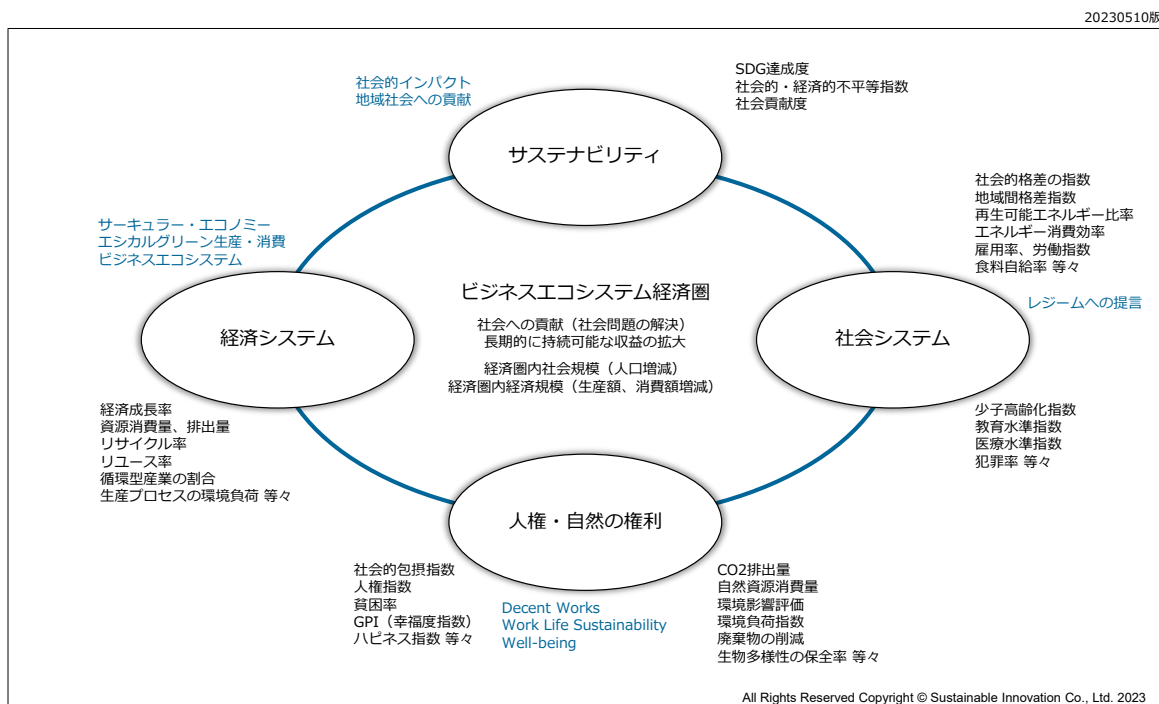 20230510版
社会的インパクト
地域社会への貢献
SDG達成度
社会的・経済的不平等指数
社会貢献度
サステナビリティ
サーキュラー・エコノミー
エシカルグリーン生産・消費
ビジネスエコシステム
社会的格差の指数
地域間格差指数
再生可能エネルギー比率
エネルギー消費効率
雇用率、労働指数
食料自給率 等々
レジームへの提言
経済システム
ビジネスエコシステム経済圏
社会への貢献（社会問題の解決）
長期的に持続可能な収益の拡大
経済圏内社会規模（人口増減）
経済圏内経済規模（生産額、消費額増減）
社会システム
経済成長率
資源消費量、排出量
リサイクル率
リユース率
循環型産業の割合
生産プロセスの環境負荷 等々
少子高齢化指数
教育水準指数
医療水準指数
犯罪率 等々
人権・自然の権利
社会的包摂指数
人権指数
貧困率
GPI（幸福度指数）
ハピネス指数 等々
Decent Works
Work Life Sustainability
Well-being
CO2排出量
自然資源消費量
環境影響評価
環境負荷指数
廃棄物の削減
生物多様性の保全率 等々
All Rights Reserved Copyright © Sustainable Innovation Co., Ltd. 2023